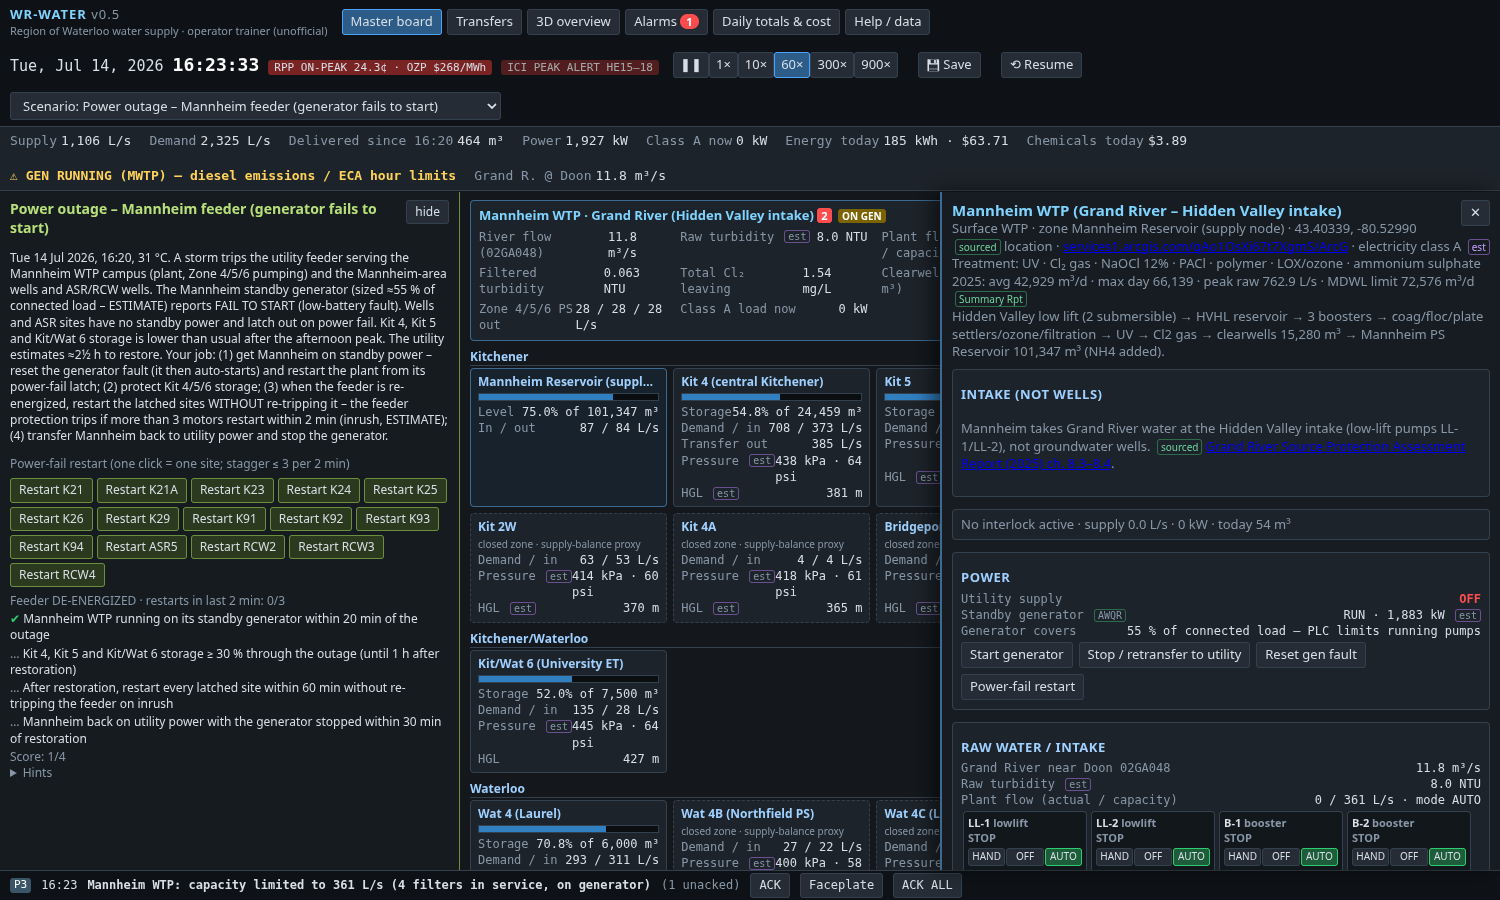 WR-WATER v0.5
Region of Waterloo water supply · operator trainer (unofficial)
Master board
Transfers
3D overview
Alarms 1
Daily totals & cost
Help / data
Tue, Jul 14, 2026 16:23:33 RPP ON-PEAK 24.3¢ · OZP $268/MWh ICI PEAK ALERT HE15–18
❚❚ 1× 10× 60× 300× 900× 💾 Save ⟲ Resume
Scenario: Power outage – Mannheim feeder (generator fails to start)
Supply 1,106 L/s Demand 2,325 L/s Delivered since 16:20 464 m³ Power 1,927 kW Class A now 0 kW Energy today 185 kWh · $63.71 Chemicals today $3.89
⚠ GEN RUNNING (MWTP) — diesel emissions / ECA hour limits Grand R. @ Doon 11.8 m³/s
Power outage – Mannheim feeder (generator fails to start)
hide
Tue 14 Jul 2026, 16:20, 31 °C. A storm trips the utility feeder serving the
Mannheim WTP campus (plant, Zone 4/5/6 pumping) and the Mannheim-area
wells and ASR/RCW wells. The Mannheim standby generator (sized ≈55 % of
connected load – ESTIMATE) reports FAIL TO START (low-battery fault). Wells
and ASR sites have no standby power and latch out on power fail. Kit 4, Kit 5
and Kit/Wat 6 storage is lower than usual after the afternoon peak. The utility
estimates ≈2½ h to restore. Your job: (1) get Mannheim on standby power –
reset the generator fault (it then auto-starts) and restart the plant from its
power-fail latch; (2) protect Kit 4/5/6 storage; (3) when the feeder is re-
energized, restart the latched sites WITHOUT re-tripping it – the feeder
protection trips if more than 3 motors restart within 2 min (inrush, ESTIMATE);
(4) transfer Mannheim back to utility power and stop the generator.
Power-fail restart (one click = one site; stagger ≤ 3 per 2 min)
Restart K21 Restart K21A Restart K23 Restart K24 Restart K25
Restart K26 Restart K29 Restart K91 Restart K92 Restart K93
Restart K94 Restart ASR5 Restart RCW2 Restart RCW3
Restart RCW4
Feeder DE-ENERGIZED · restarts in last 2 min: 0/3
✔ Mannheim WTP running on its standby generator within 20 min of the
outage
... Kit 4, Kit 5 and Kit/Wat 6 storage ≥ 30 % through the outage (until 1 h after
restoration)
... After restoration, restart every latched site within 60 min without re-
tripping the feeder on inrush
... Mannheim back on utility power with the generator stopped within 30 min
of restoration
Score: 1/4
▶ Hints
Mannheim WTP · Grand River (Hidden Valley intake) 2 ON GEN
River flow (02GA048) 11.8 m³/s Raw turbidity est 8.0 NTU Plant fl / capaci
Filtered turbidity 0.063 NTU Total Cl₂ leaving 1.54 mg/L Clearwel m³)
Zone 4/5/6 PS out 28 / 28 / 28 L/s Class A load now 0 kW
Kitchener
Mannheim Reservoir (suppl...
Level 75.0% of 101,347 m³
In / out 87 / 84 L/s
Kit 4 (central Kitchener)
Storage 54.8% of 24,459 m³
Demand / in 708 / 373 L/s
Transfer out 385 L/s
Pressure est 438 kPa · 64 psi
HGL est 381 m
Kit 5
Storage
Demand /
Pressure
HGL est
Kit 2W
closed zone · supply-balance proxy
Demand / in 63 / 53 L/s
Pressure est 414 kPa · 60 psi
HGL est 370 m
Kit 4A
closed zone · supply-balance proxy
Demand / in 4 / 4 L/s
Pressure est 418 kPa · 61 psi
HGL est 365 m
Bridgepo
closed zone
Demand /
Pressure
HGL est
Kitchener/Waterloo
Kit/Wat 6 (University ET)
Storage 52.0% of 7,500 m³
Demand / in 135 / 28 L/s
Pressure est 445 kPa · 64 psi
HGL 427 m
Waterloo
Wat 4 (Laurel)
Storage 70.8% of 6,000 m³
Demand / in 293 / 311 L/s
Wat 4B (Northfield PS)
closed zone · supply-balance proxy
Demand / in 27 / 22 L/s
Pressure est 400 kPa · 58
Wat 4C (L
closed zone
Demand /
Pressure
Mannheim WTP (Grand River – Hidden Valley intake)
✕
Surface WTP · zone Mannheim Reservoir (supply node) · 43.40339, -80.52990
sourced location · · electricity class A est
Treatment: UV · Cl₂ gas · NaOCl 12% · PACl · polymer · LOX/ozone · ammonium sulphate
2025: avg 42,929 m³/d · max day 66,139 · peak raw 762.9 L/s · MDWL limit 72,576 m³/d
Summary Rpt
Hidden Valley low lift (2 submersible) → HVHL reservoir → 3 boosters → coag/floc/plate
settlers/ozone/filtration → UV → Cl2 gas → clearwells 15,280 m³ → Mannheim PS
Reservoir 101,347 m³ (NH4 added).
INTAKE (NOT WELLS)
Mannheim takes Grand River water at the Hidden Valley intake (low-lift pumps LL-
1/LL-2), not groundwater wells. sourced Grand River Source Protection Assessment
Report
No interlock active · supply 0.0 L/s · 0 kW · today 54 m³
POWER
Utility supply OFF
Standby generator AWQR RUN · 1,883 kW est
Generator covers 55 % of connected load — PLC limits running pumps
Start generator Stop / retransfer to utility Reset gen fault
Power-fail restart
RAW WATER / INTAKE
Grand River near Doon 02GA048 11.8 m³/s
Raw turbidity est 8.0 NTU
Plant flow (actual / capacity) 0 / 361 L/s · mode AUTO
LL-1 lowlift STOP HAND OFF AUTO
LL-2 lowlift STOP HAND OFF AUTO
B-1 booster STOP HAND OFF AUTO
B-2 booster STOP HAND OFF AUTO
P3 16:23 Mannheim WTP: capacity limited to 361 L/s (4 filters in service, on generator) (1 unacked) ACK Faceplate ACK ALL